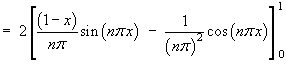 = 2 [ (1 − x)/(nπ) sin(nπx) − 1/(nπ)² cos(nπx) ]₀¹